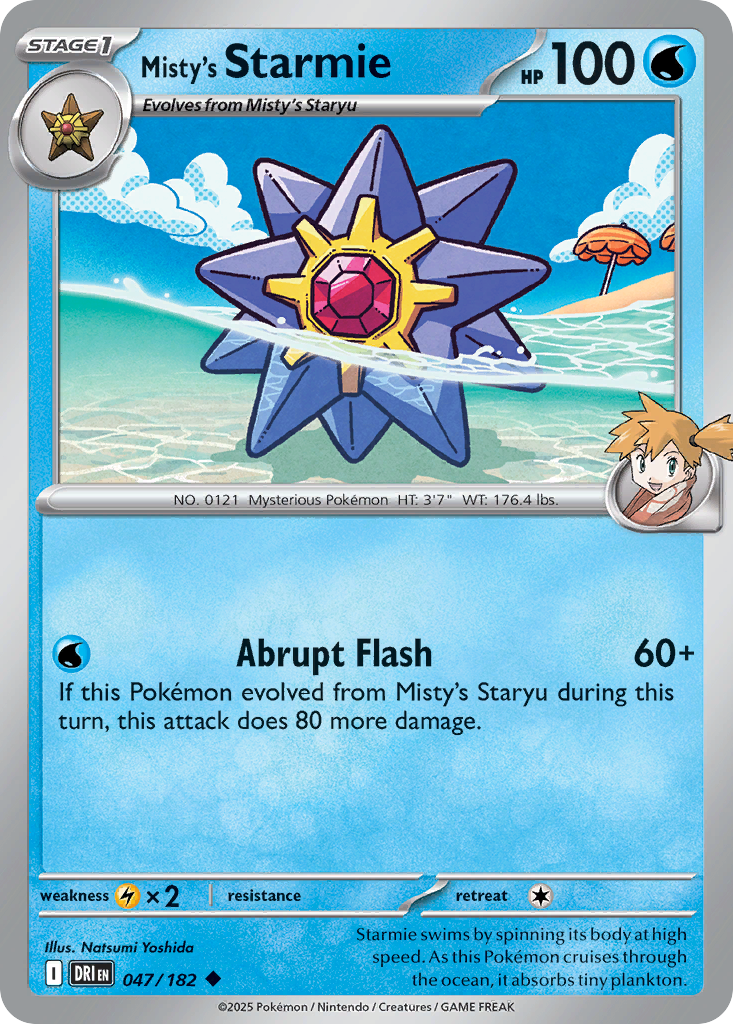 STAGE1
Misty's Starmie
HP 100
Evolves from Misty's Staryu
NO. 0121 Mysterious Pokémon HT: 3'7" WT: 176.4 lbs.
Abrupt Flash 60+
If this Pokémon evolved from Misty's Staryu during this
turn, this attack does 80 more damage.
weakness ×2 resistance retreat
Illus. Natsumi Yoshida
Starmie swims by spinning its body at high
speed. As this Pokémon cruises through
the ocean, it absorbs tiny plankton.
I DRI EN 047/182
©2025 Pokémon / Nintendo / Creatures / GAME FREAK